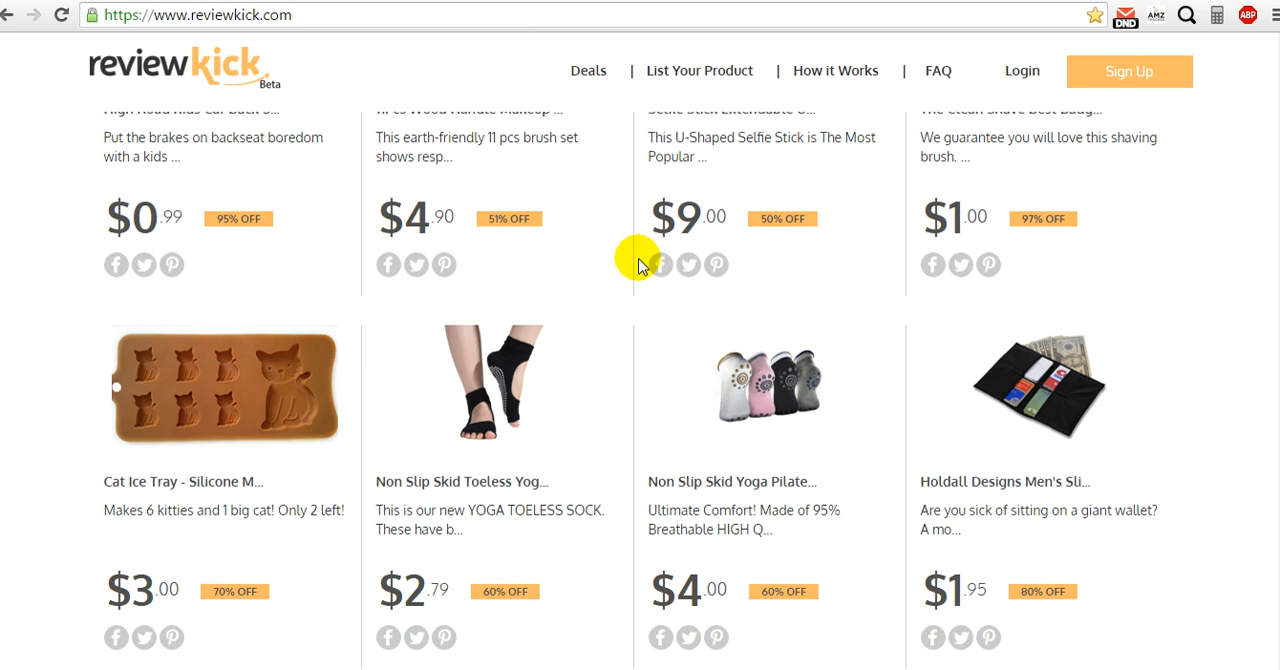 https://www.reviewkick.com
DND
AMZ
ABP
reviewkick
Beta
Deals | List Your Product | How it Works | FAQ Login Sign Up
Put the brakes on backseat boredom
with a kids ...
$0.99 95% OFF
This earth-friendly 11 pcs brush set
shows resp...
$4.90 51% OFF
This U-Shaped Selfie Stick is The Most
Popular ...
$9.00 50% OFF
We guarantee you will love this shaving
brush. ...
$1.00 97% OFF
Cat Ice Tray - Silicone M...
Makes 6 kitties and 1 big cat! Only 2 left!
$3.00 70% OFF
Non Slip Skid Toeless Yog...
This is our new YOGA TOELESS SOCK.
These have b...
$2.79 60% OFF
Non Slip Skid Yoga Pilate...
Ultimate Comfort! Made of 95%
Breathable HIGH Q...
$4.00 60% OFF
Holdall Designs Men's Sli...
Are you sick of sitting on a giant wallet?
A mo...
$1.95 80% OFF